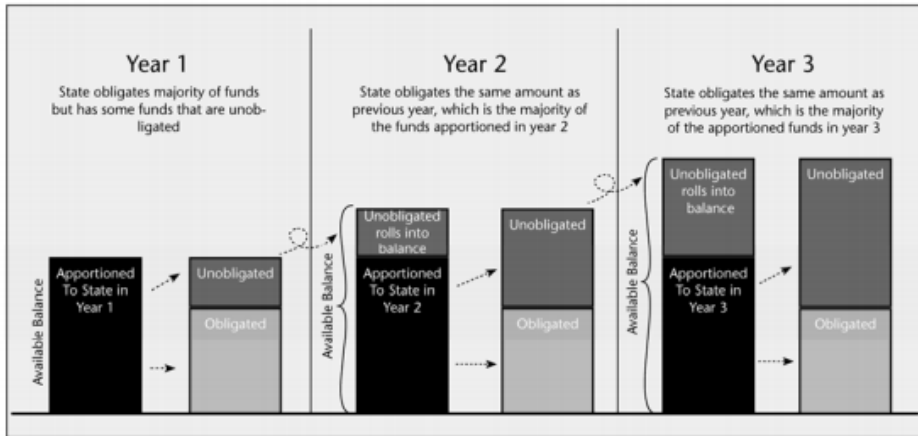 Year 1
State obligates majority of funds
but has some funds that are unob-
ligated
Available Balance
Apportioned
To State in
Year 1
Unobligated
Obligated
Year 2
State obligates the same amount as
previous year, which is the majority of
the funds apportioned in year 2
Available Balance
Unobligated
rolls into
balance
Apportioned
To State in
Year 2
Unobligated
Obligated
Year 3
State obligates the same amount as
previous year, which is the majority
of the apportioned funds in year 3
Available Balance
Unobligated
rolls into
balance
Apportioned
To State in
Year 3
Unobligated
Obligated